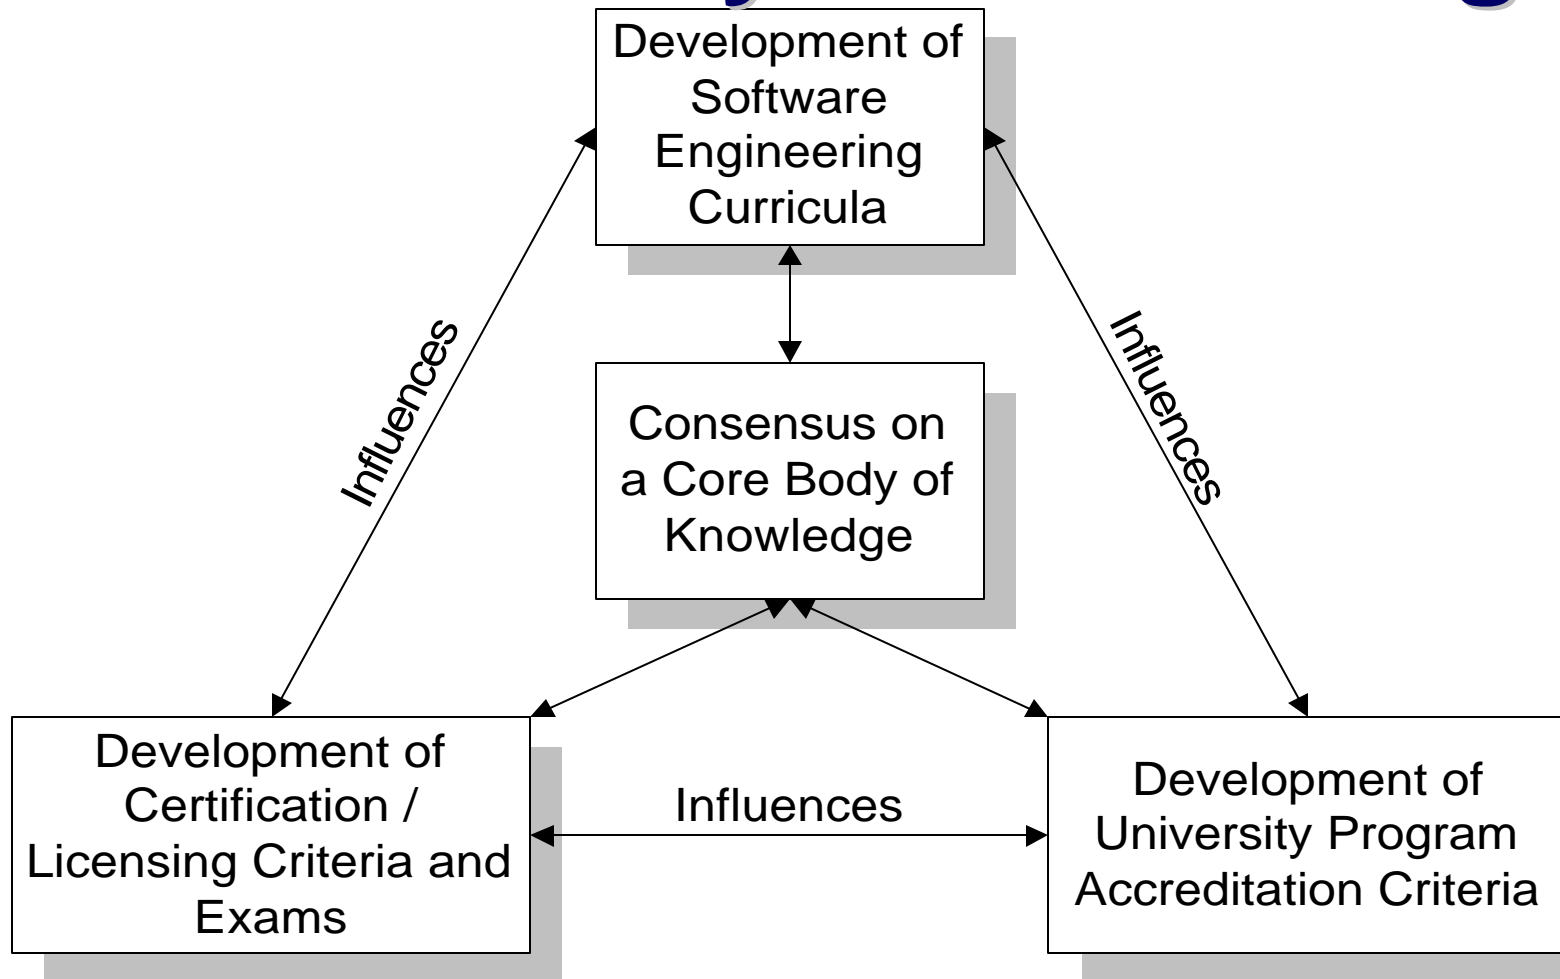 Development of
Software
Engineering
Curricula
Influences
Influences
Consensus on
a Core Body of
Knowledge
Development of
Certification /
Licensing Criteria and
Exams
Influences
Development of
University Program
Accreditation Criteria